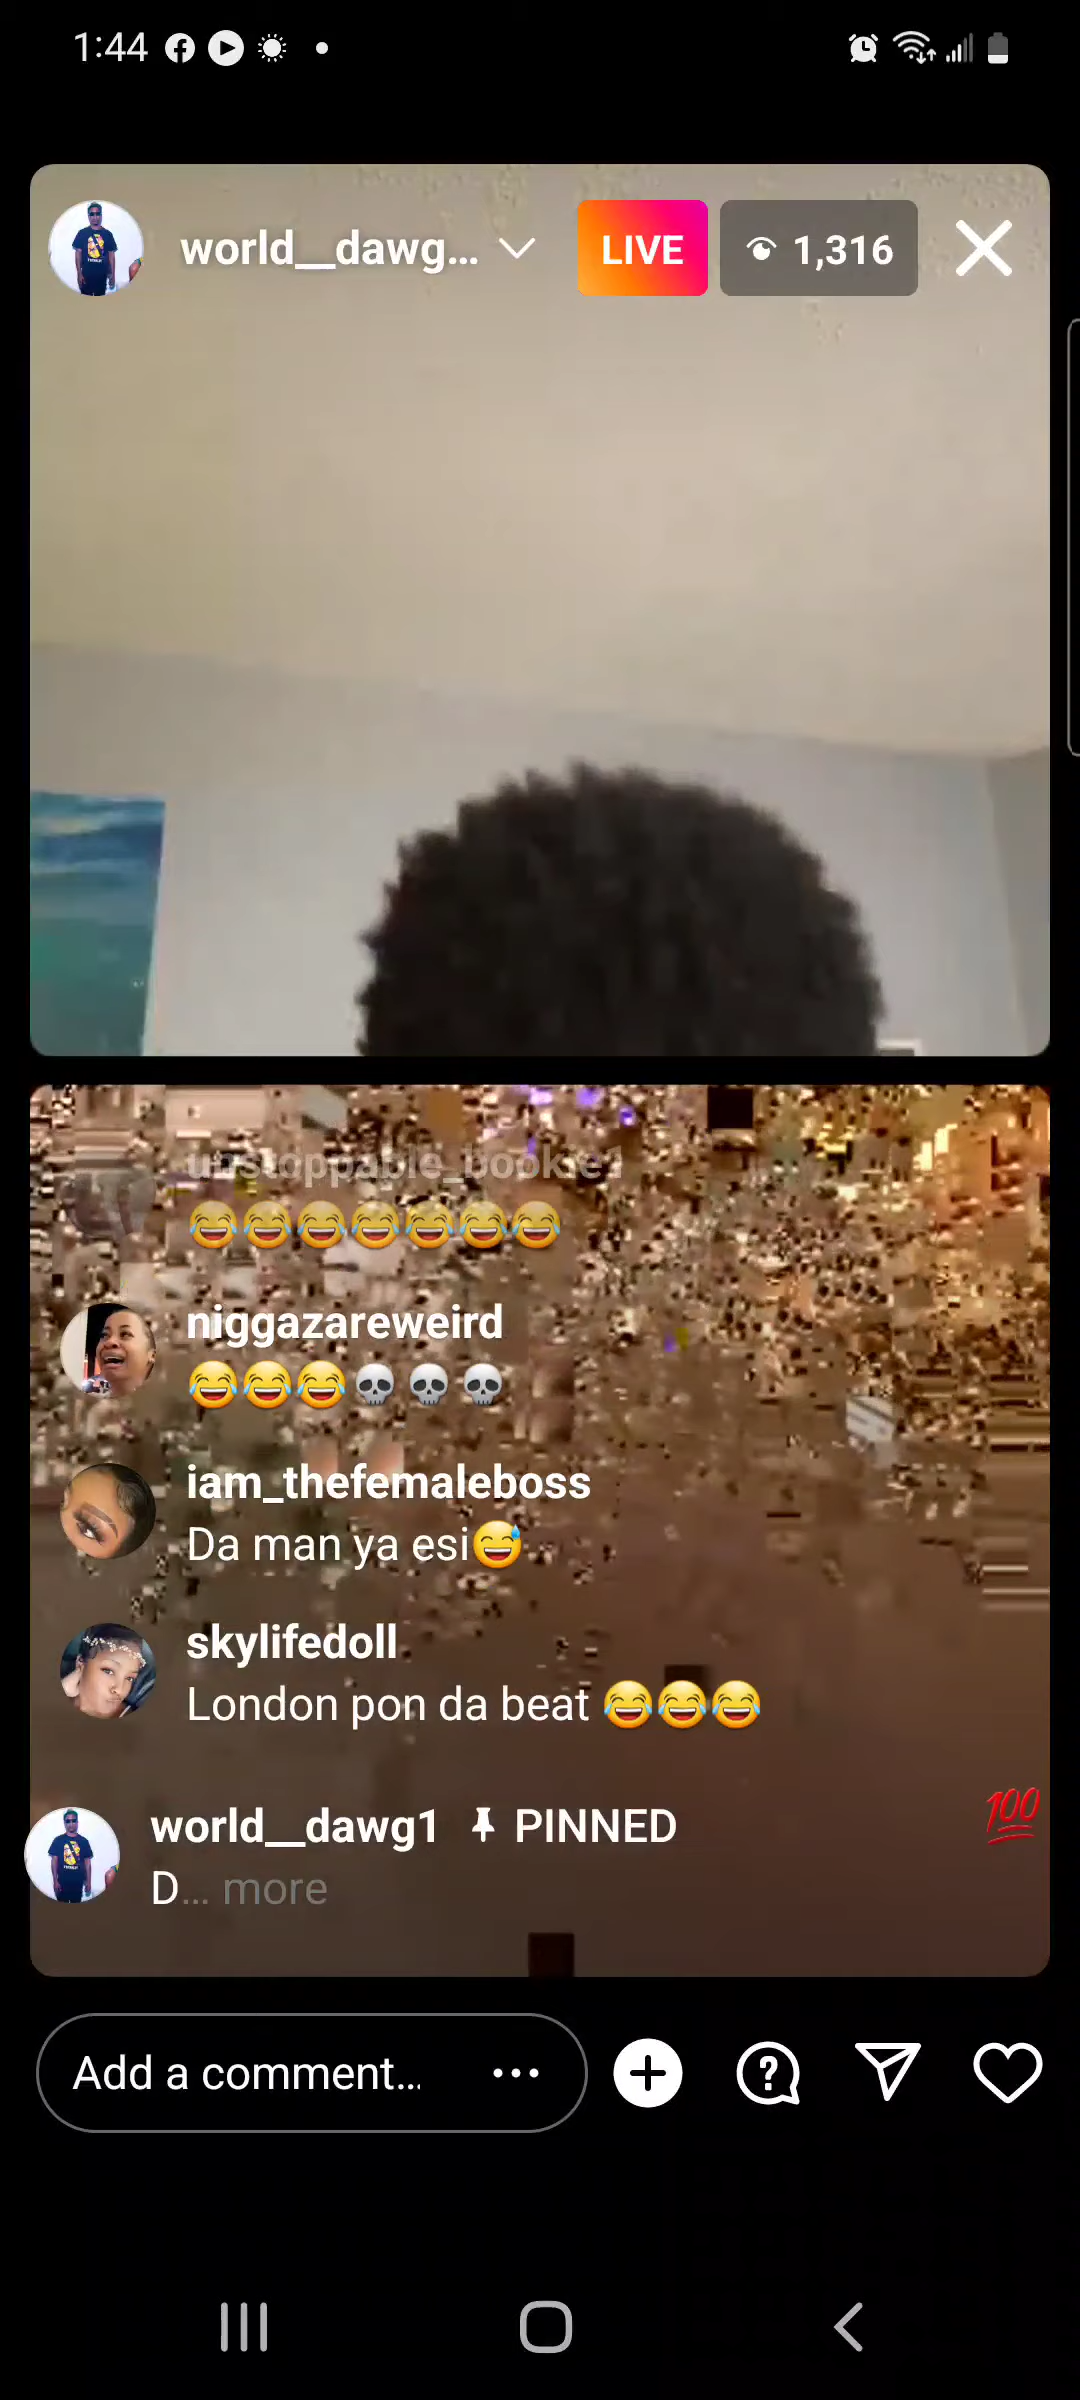 1:44
world__dawg...
LIVE
1,316
unstoppable_bookie1
😂😂😂😂😂😂😂
niggazareweird
😂😂😂💀💀💀
iam_thefemaleboss
Da man ya esi😅
skylifedoll
London pon da beat 😂😂😂
world__dawg1 📌 PINNED
💯
D... more
Add a comment...